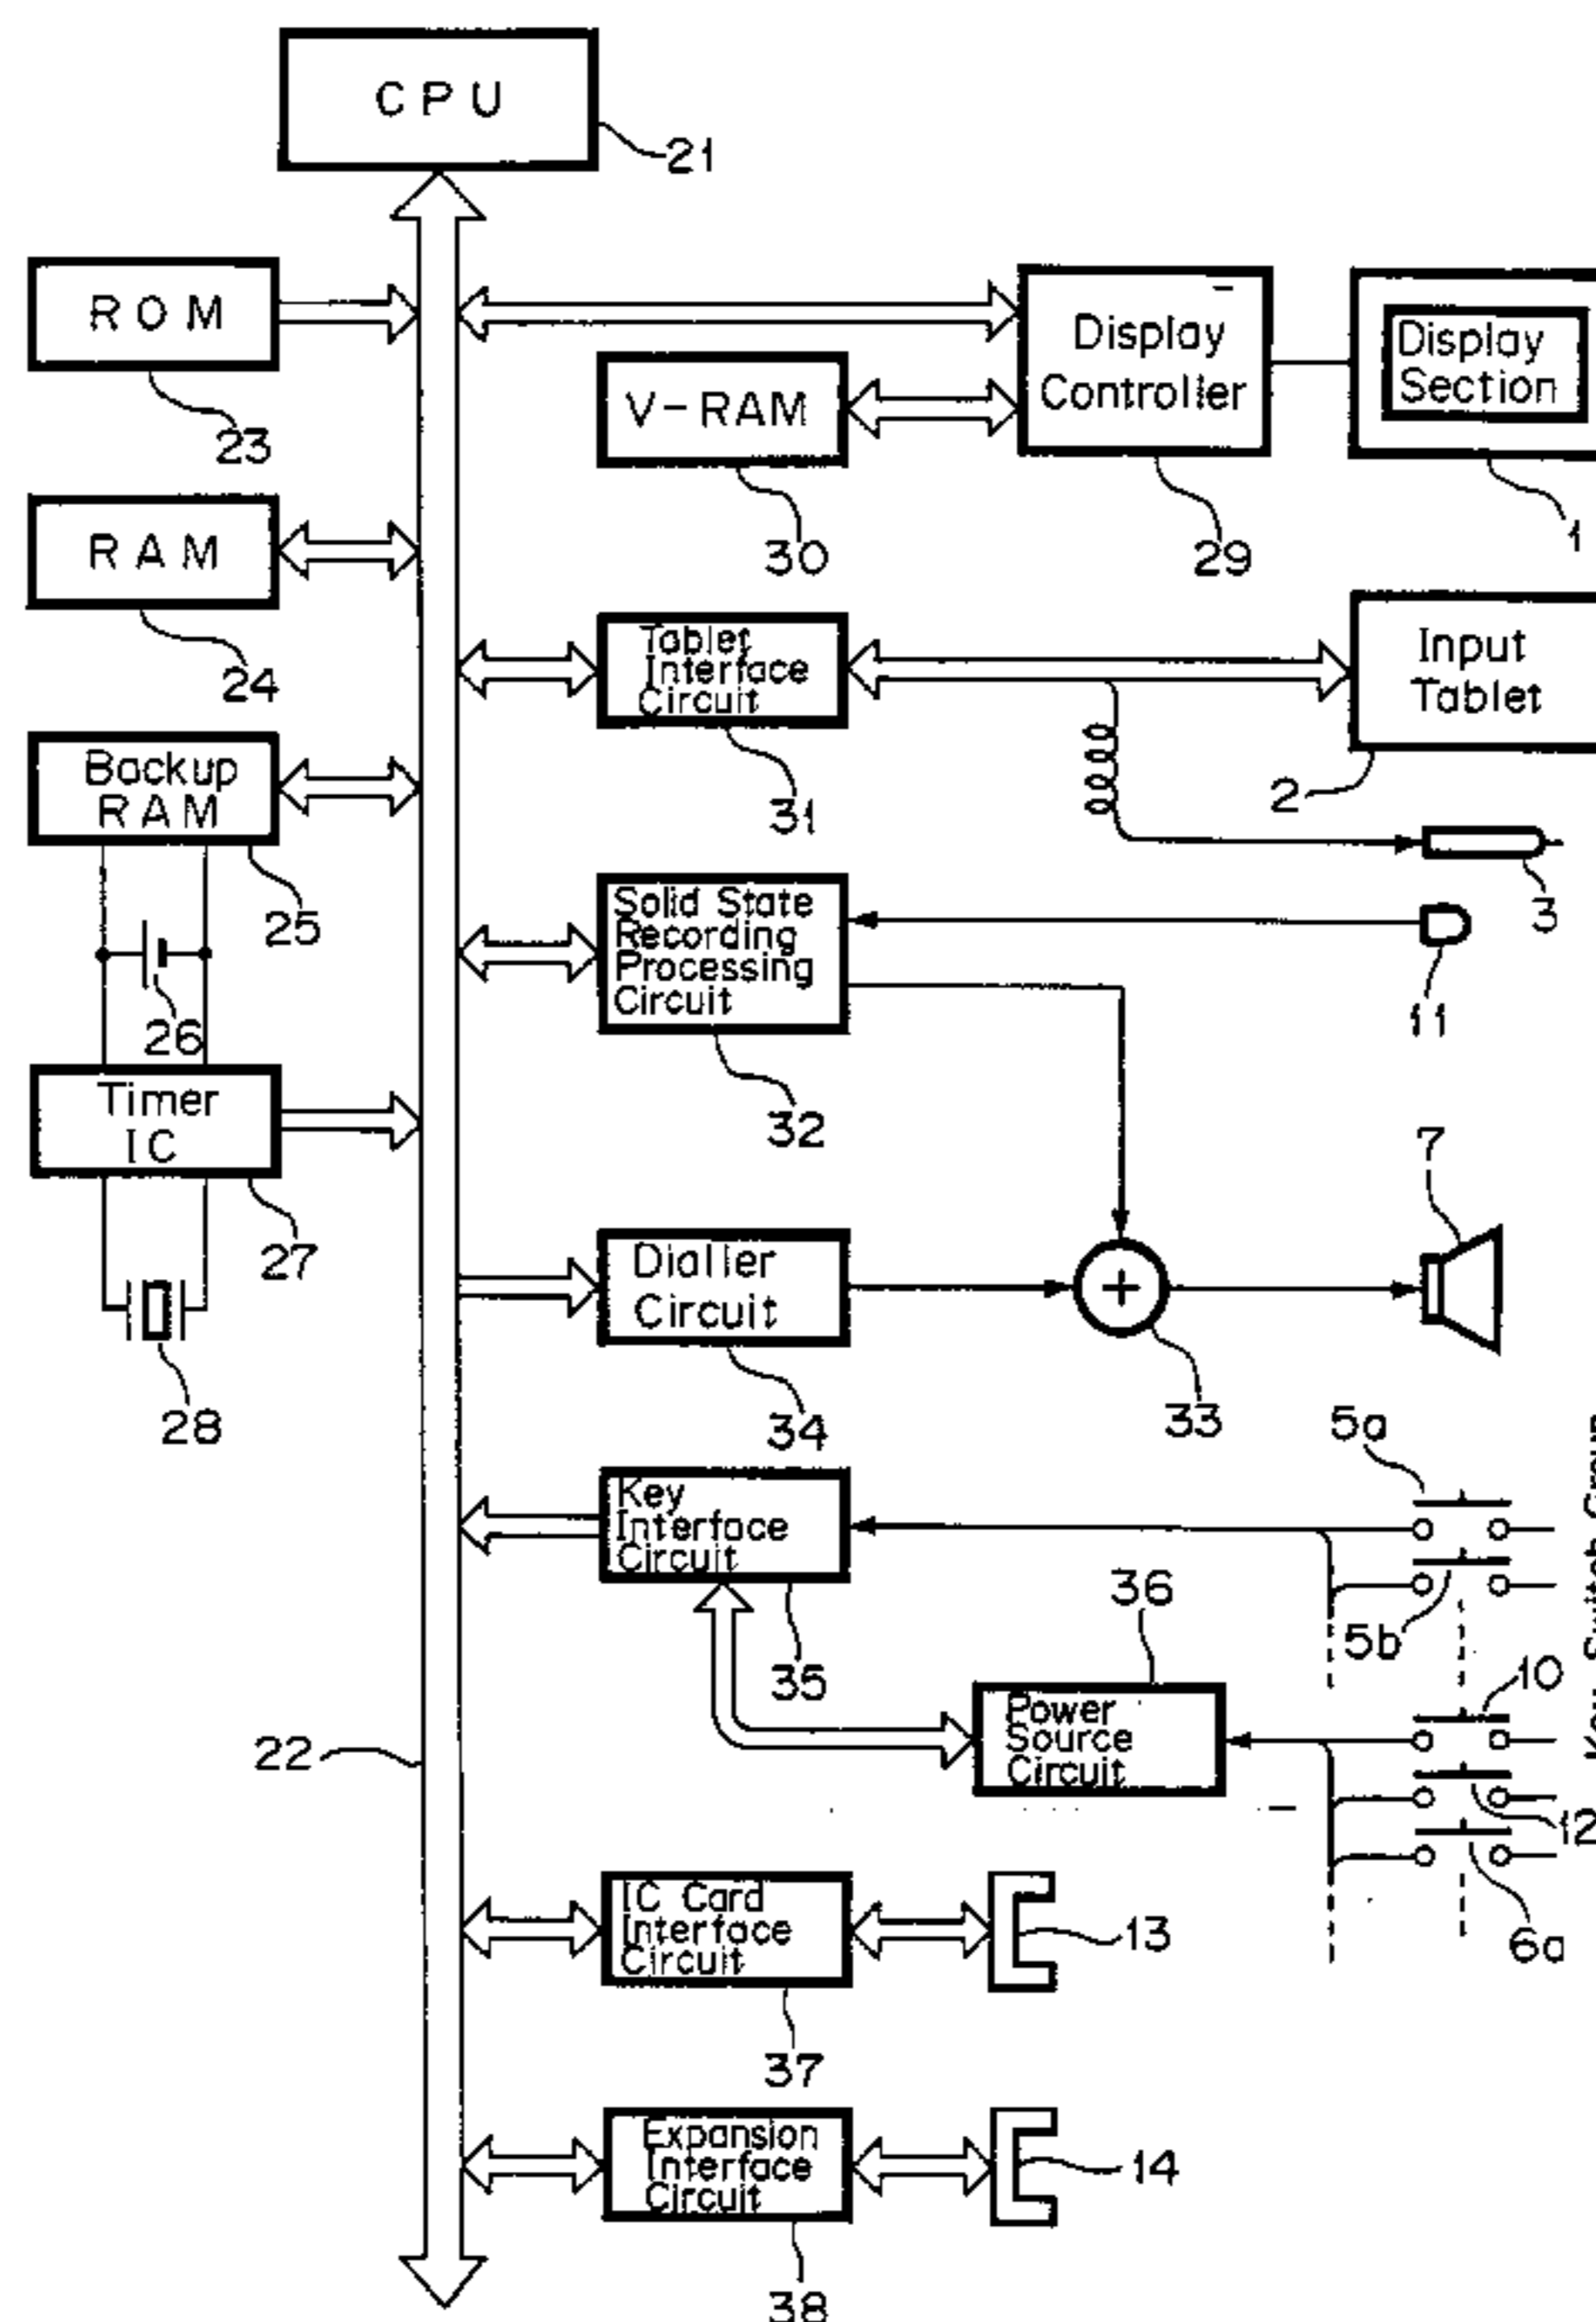 CPU
21
ROM
23
V-RAM
30
Display
Controller
29
Display
Section
1
RAM
24
Tablet
Interface
Circuit
31
Input
Tablet
2
3
Backup
RAM
25
26
Solid State
Recording
Processing
Circuit
32
11
Timer
IC
27
28
Dialler
Circuit
34
33
7
Key
Interface
Circuit
35
5a
5b
36
Power
Source
Circuit
10
12
6a
Key Switch Group
22
IC Card
Interface
Circuit
37
13
Expansion
Interface
Circuit
38
14